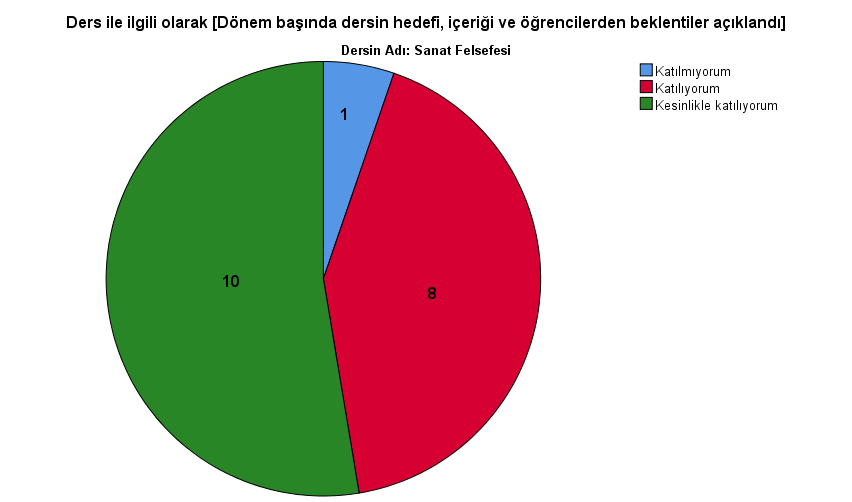 Ders ile ilgili olarak [Dönem başında dersin hedefi, içeriği ve öğrencilerden beklentiler açıklandı]
Dersin Adı: Sanat Felsefesi
Katılmıyorum
Katılıyorum
Kesinlikle katılıyorum
1
10
8